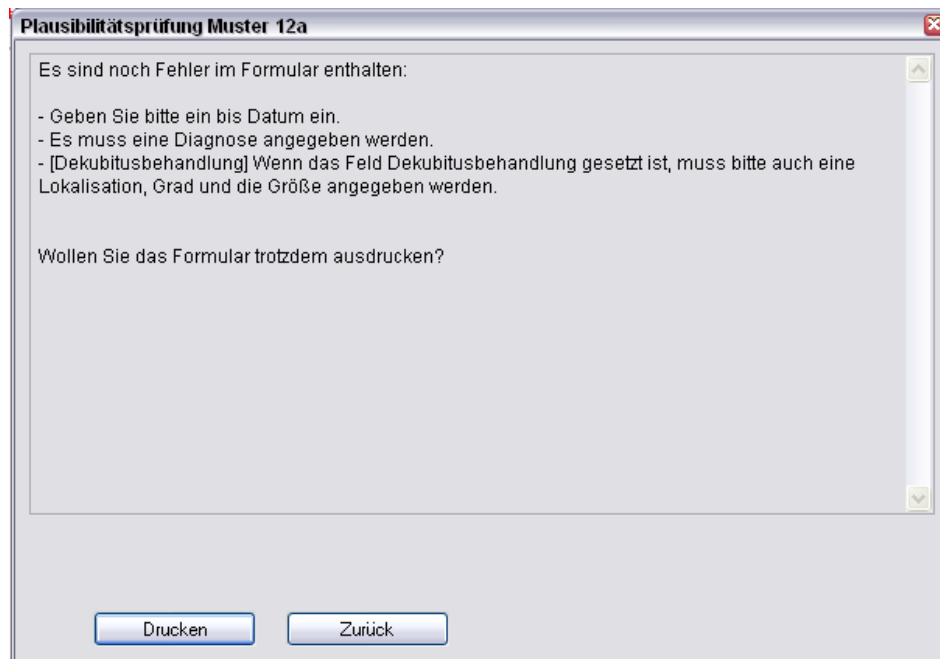 Plausibilitätsprüfung Muster 12a
Es sind noch Fehler im Formular enthalten:
- Geben Sie bitte ein bis Datum ein.
- Es muss eine Diagnose angegeben werden.
- [Dekubitusbehandlung] Wenn das Feld Dekubitusbehandlung gesetzt ist, muss bitte auch eine
Lokalisation, Grad und die Größe angegeben werden.
Wollen Sie das Formular trotzdem ausdrucken?
Drucken
Zurück